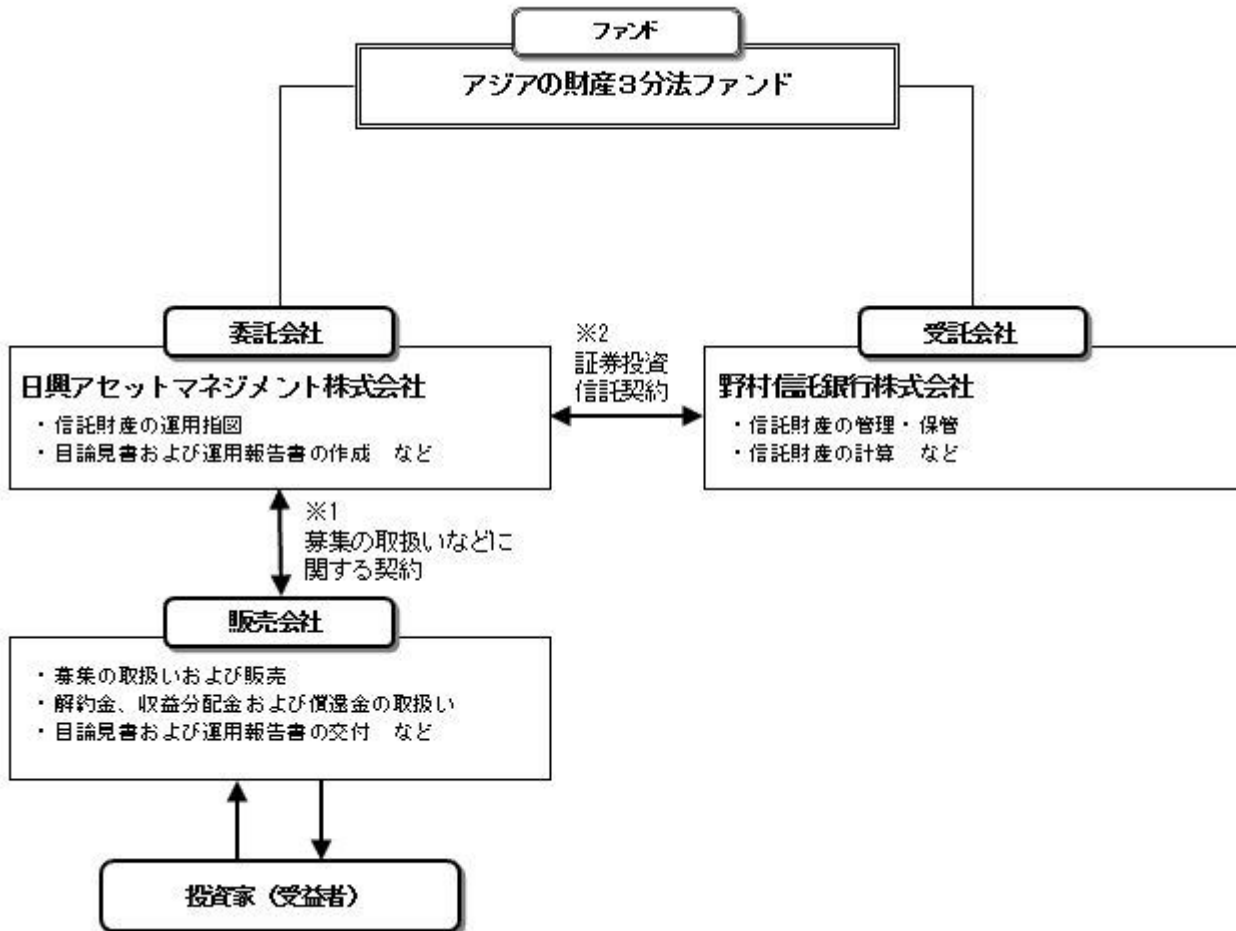 ファンド
アジアの財産3分法ファンド
委託会社
日興アセットマネジメント株式会社
・信託財産の運用指図
・目論見書および運用報告書の作成　など
※2
証券投資
信託契約
受託会社
野村信託銀行株式会社
・信託財産の管理・保管
・信託財産の計算　など
※1
募集の取扱いなどに
関する契約
販売会社
・募集の取扱いおよび販売
・解約金、収益分配金および償還金の取扱い
・目論見書および運用報告書の交付　など
投資家（受益者）